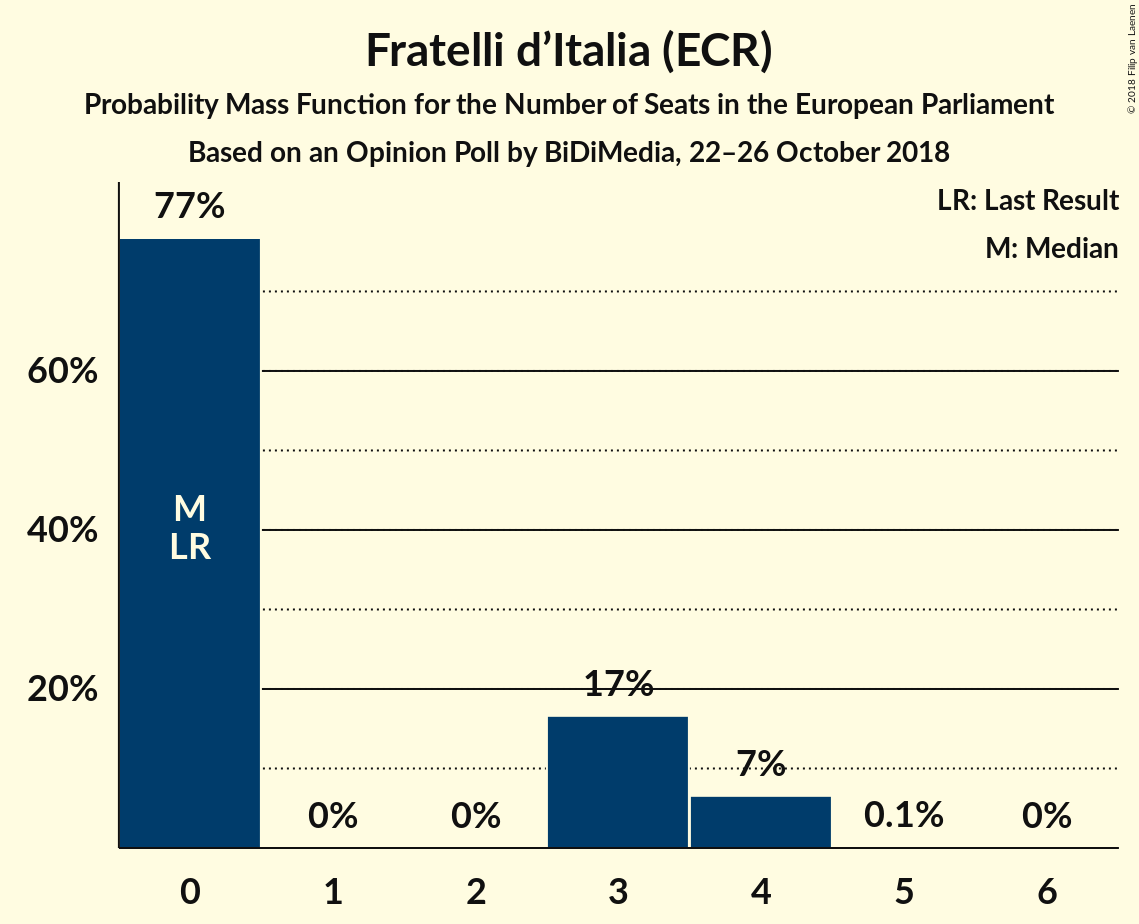 Fratelli d’Italia (ECR)
Probability Mass Function for the Number of Seats in the European Parliament
Based on an Opinion Poll by BiDiMedia, 22–26 October 2018
© 2018 Filip van Laenen
LR: Last Result
M: Median
77%
60%
40%
20%
M
LR
0%
0%
17%
7%
0.1%
0%
0
1
2
3
4
5
6